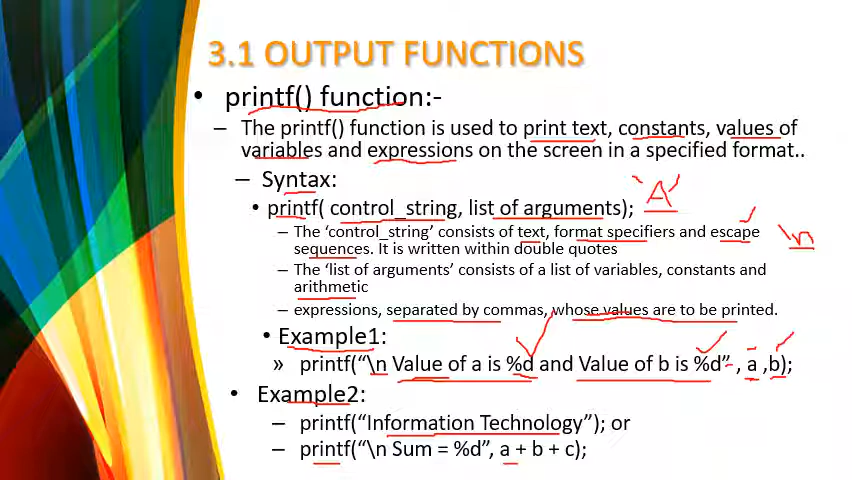 3.1 OUTPUT FUNCTIONS
• printf() function:-
– The printf() function is used to print text, constants, values of
variables and expressions on the screen in a specified format..
– Syntax:
'A'
• printf( control_string, list of arguments);
– The 'control_string' consists of text, format specifiers and escape
\n
sequences. It is written within double quotes
– The 'list of arguments' consists of a list of variables, constants and
arithmetic
– expressions, separated by commas, whose values are to be printed.
• Example1:
» printf("\n Value of a is %d and Value of b is %d" , a ,b);
• Example2:
– printf("Information Technology"); or
– printf("\n Sum = %d", a + b + c);